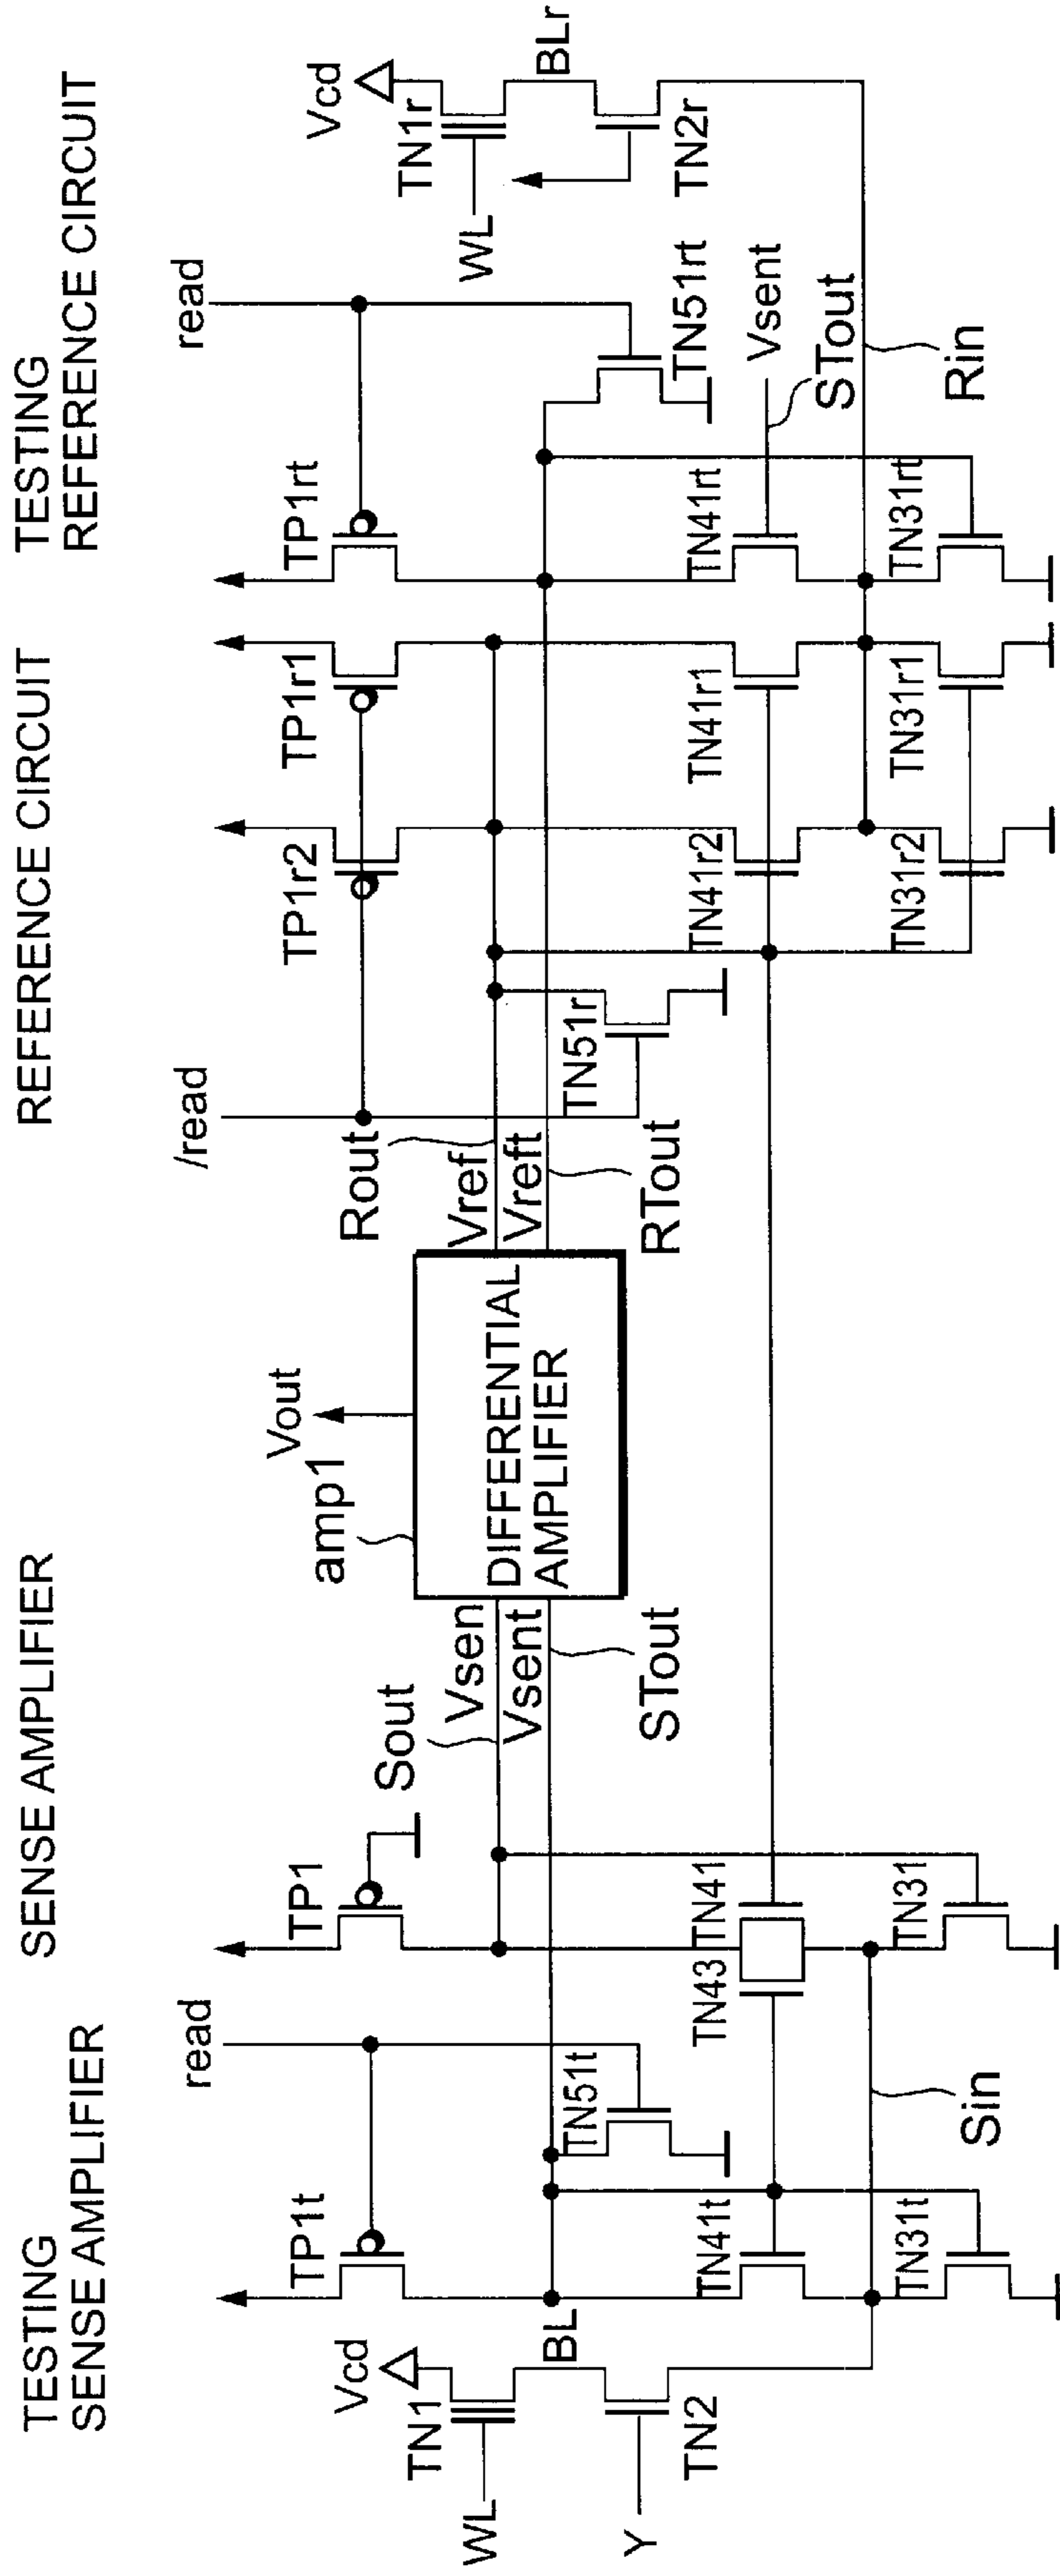 TESTING
SENSE AMPLIFIER
SENSE AMPLIFIER
REFERENCE CIRCUIT
TESTING
REFERENCE CIRCUIT
read
/read
read
Vcd
TP1t
TP1
TP1r2
TP1r1
TP1rt
Vcd
TN1
WL
BL
Y
TN2
TN51t
Sout
Vsen
Vsent
STout
amp1
Vout
DIFFERENTIAL
AMPLIFIER
Rout
Vref
Vreft
RTout
TN51r
TN51rt
TN1r
WL
BLr
TN2r
TN41t
TN43
TN41
TN41r2
TN41r1
TN41rt
Vsent
STout
TN31t
Sin
TN31
TN31r2
TN31r1
TN31rt
Rin